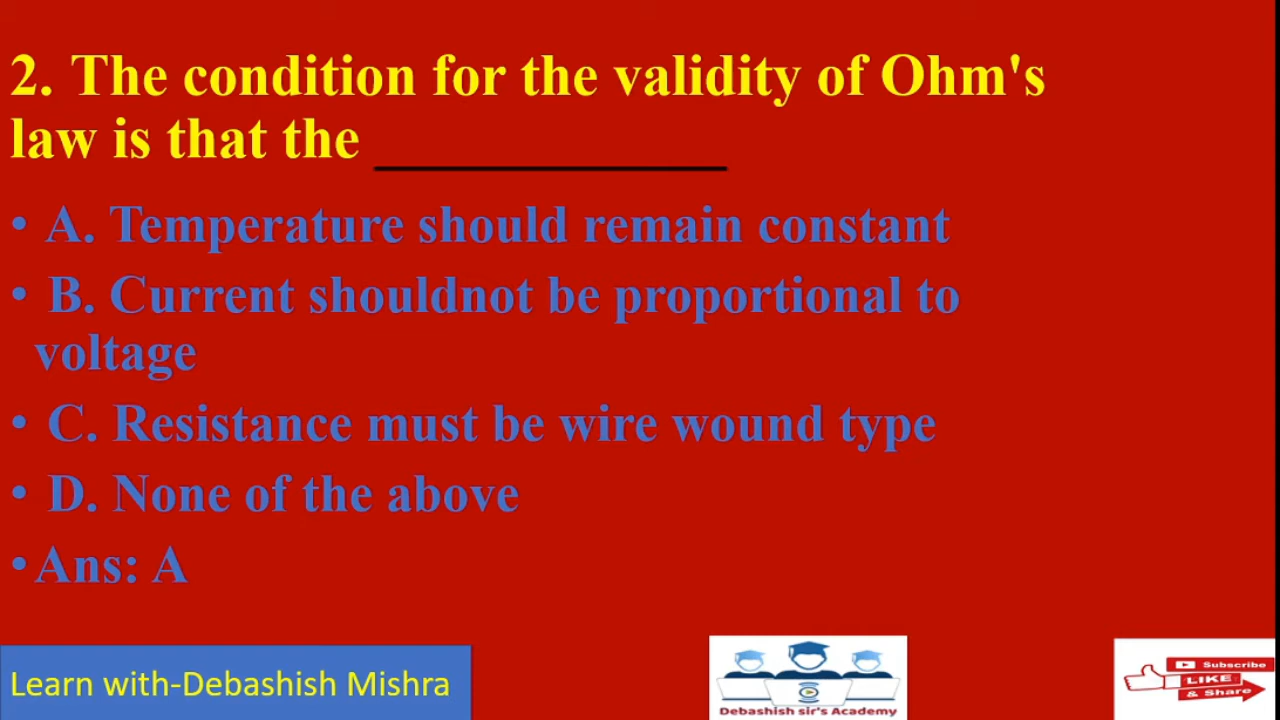 2. The condition for the validity of Ohm's
law is that the ____________
• A. Temperature should remain constant
• B. Current shouldnot be proportional to
voltage
• C. Resistance must be wire wound type
• D. None of the above
• Ans: A
Learn with-Debashish Mishra
Debashish sir's Academy
Subscribe
LIKE
& Share